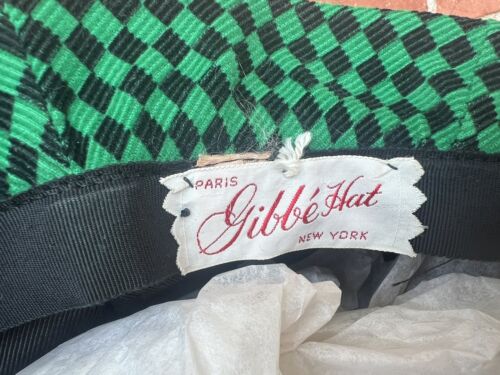 PARIS
Gibbé Hat
NEW YORK